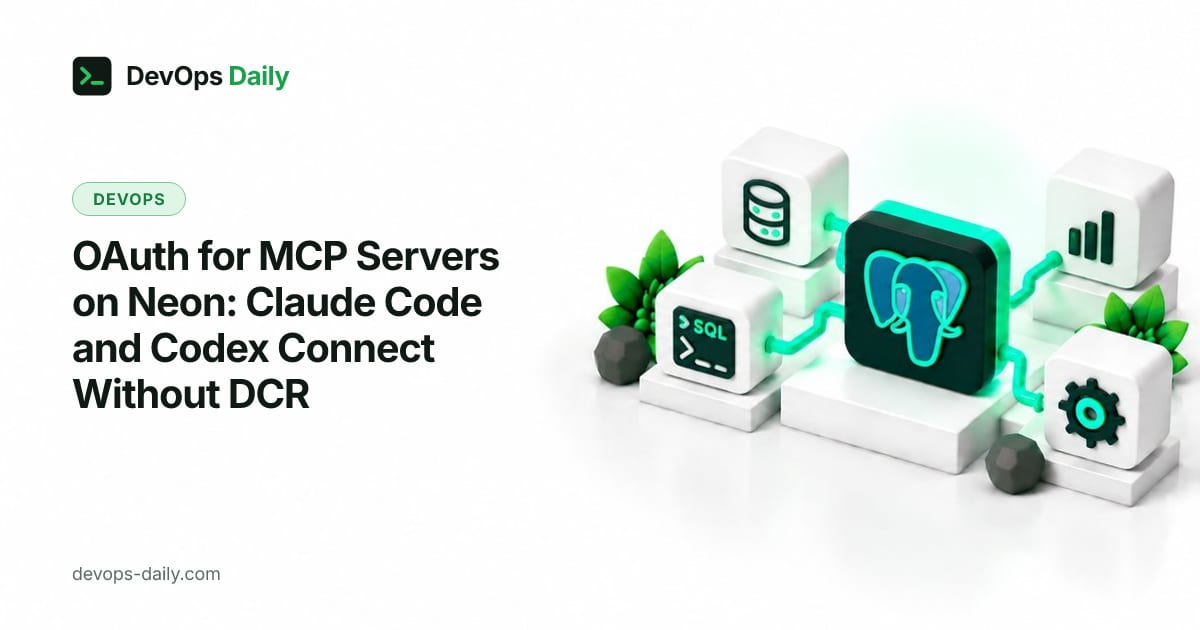 DevOps Daily
DEVOPS
OAuth for MCP Servers
on Neon: Claude Code
and Codex Connect
Without DCR
SQL
devops-daily.com